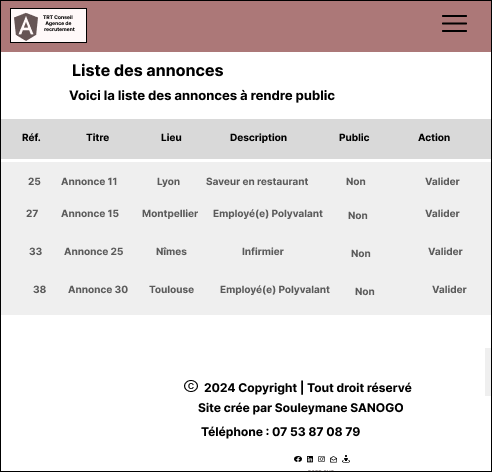 TRT Conseil
Agence de
recrutement
Liste des annonces
Voici la liste des annonces à rendre public
Réf. Titre Lieu Description Public Action
25 Annonce 11 Lyon Saveur en restaurant Non Valider
27 Annonce 15 Montpellier Employé(e) Polyvalant Non Valider
33 Annonce 25 Nîmes Infirmier Non Valider
38 Annonce 30 Toulouse Employé(e) Polyvalant Non Valider
© 2024 Copyright | Tout droit réservé
Site crée par Souleymane SANOGO
Téléphone : 07 53 87 08 79